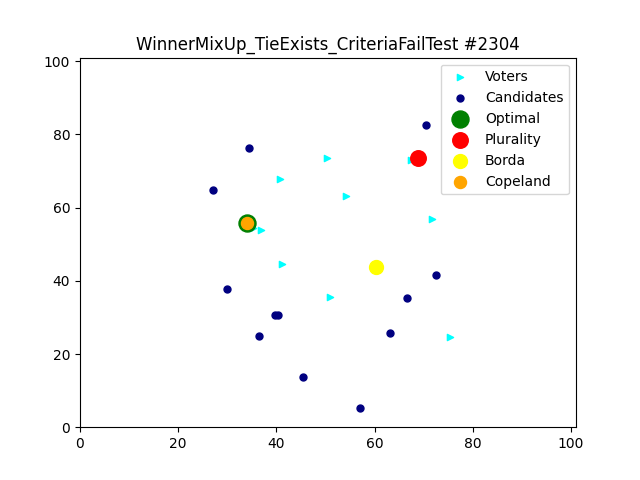 WinnerMixUp_TieExists_CriteriaFailTest #2304
100
80
60
40
20
0
0
20
40
60
80
100
Voters
Candidates
Optimal
Plurality
Borda
Copeland